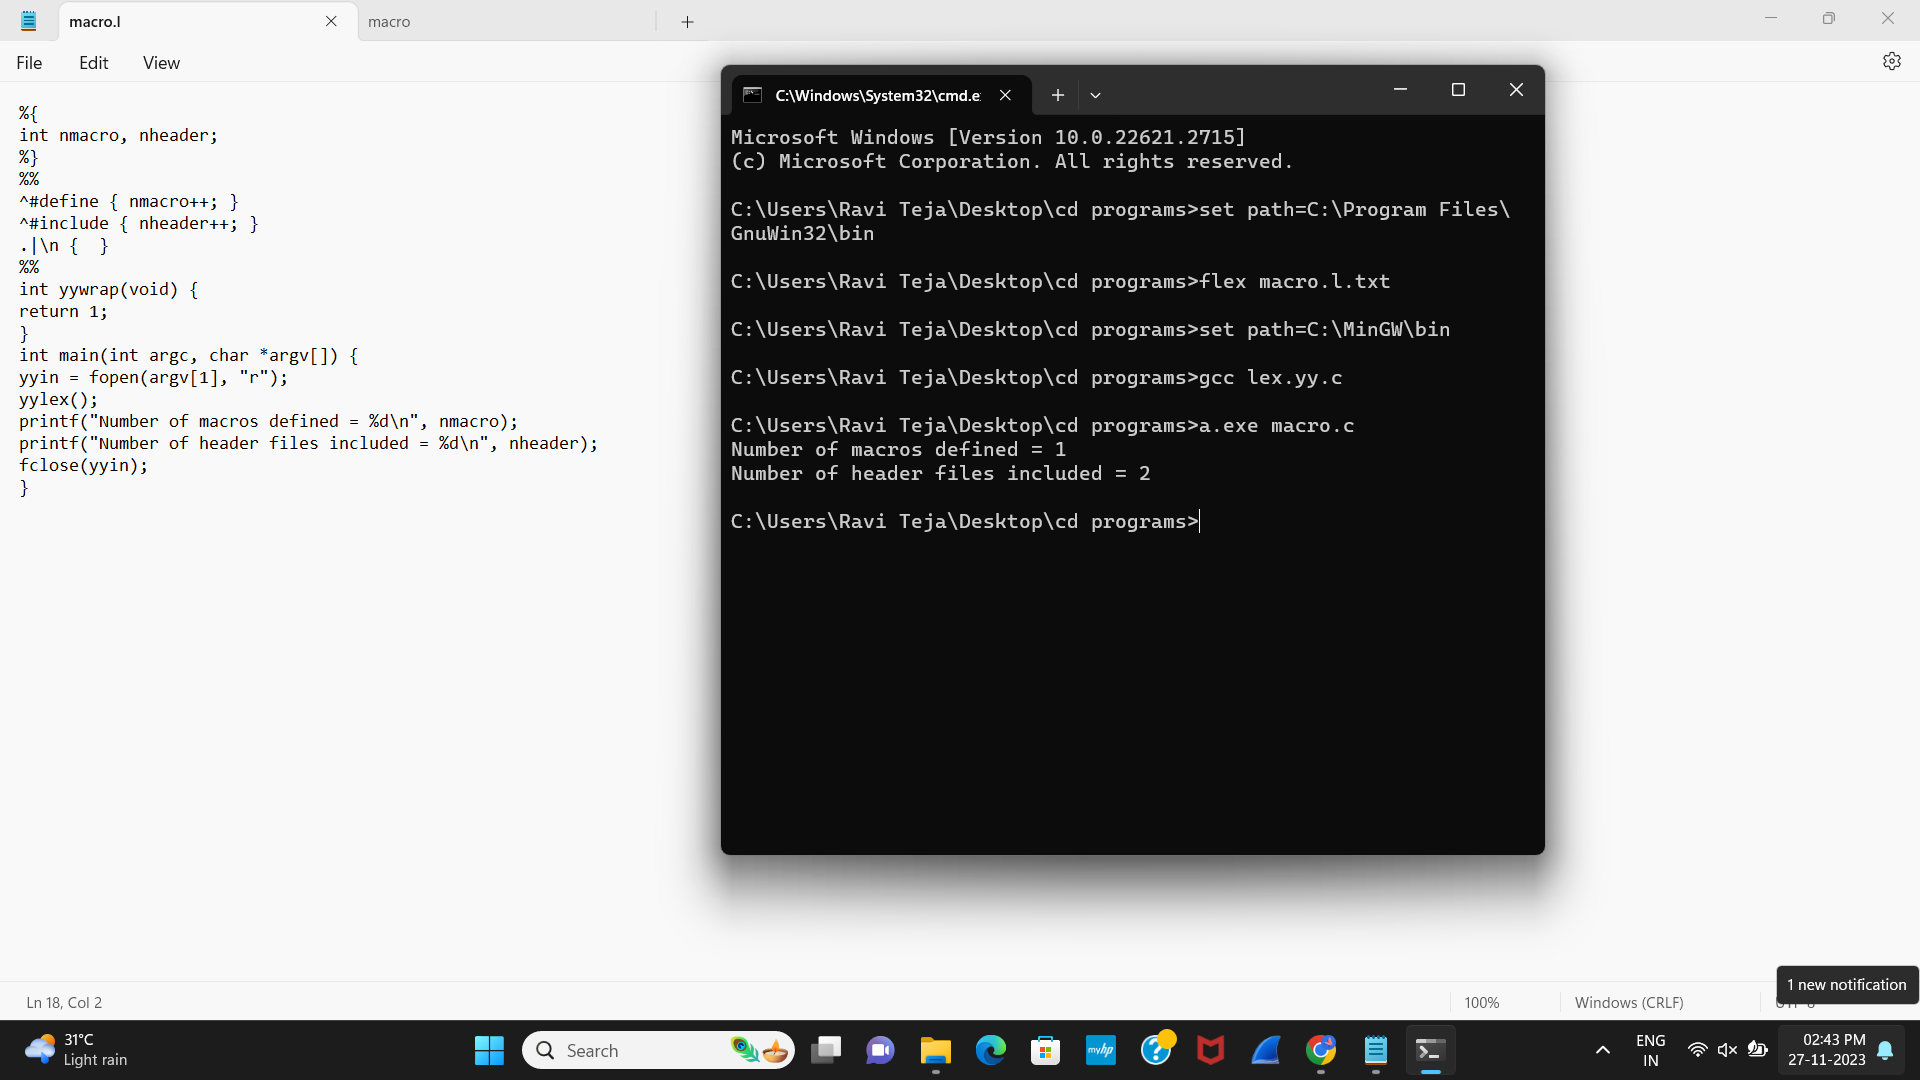 macro.l
macro
File Edit View
%{
int nmacro, nheader;
%}
%%
^#define { nmacro++; }
^#include { nheader++; }
.|\n {  }
%%
int yywrap(void) {
return 1;
}
int main(int argc, char *argv[]) {
yyin = fopen(argv[1], "r");
yylex();
printf("Number of macros defined = %d\n", nmacro);
printf("Number of header files included = %d\n", nheader);
fclose(yyin);
}
C:\Windows\System32\cmd.e
Microsoft Windows [Version 10.0.22621.2715]
(c) Microsoft Corporation. All rights reserved.
C:\Users\Ravi Teja\Desktop\cd programs>set path=C:\Program Files\
GnuWin32\bin
C:\Users\Ravi Teja\Desktop\cd programs>flex macro.l.txt
C:\Users\Ravi Teja\Desktop\cd programs>set path=C:\MinGW\bin
C:\Users\Ravi Teja\Desktop\cd programs>gcc lex.yy.c
C:\Users\Ravi Teja\Desktop\cd programs>a.exe macro.c
Number of macros defined = 1
Number of header files included = 2
C:\Users\Ravi Teja\Desktop\cd programs>
1 new notification
Ln 18, Col 2
100%
Windows (CRLF)
31°C
Light rain
Search
myhp
ENG
IN
02:43 PM
27-11-2023